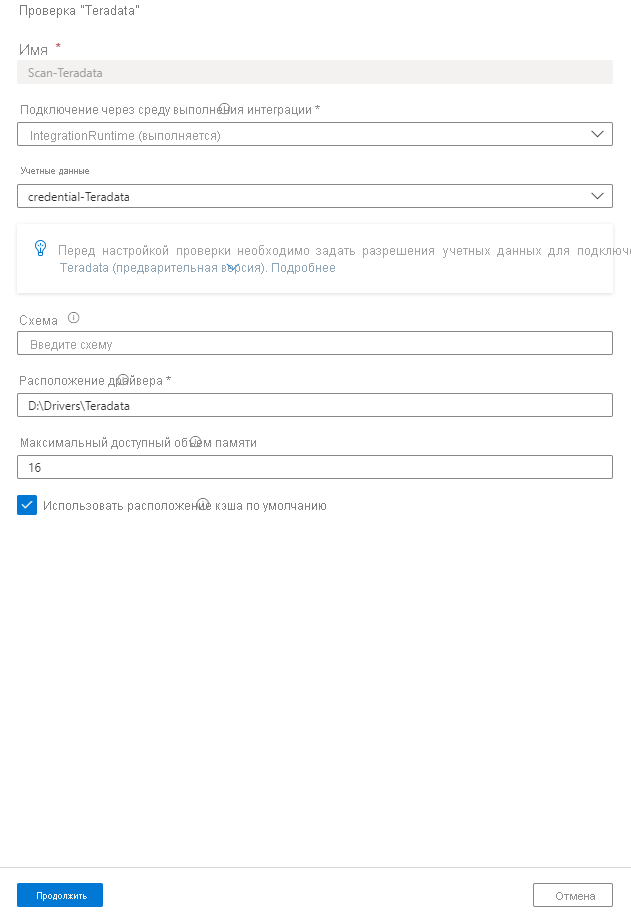 Проверка "Teradata"
Имя *
Scan-Teradata
Подключение через среду выполнения интеграции *
IntegrationRuntime (выполняется)
Учетные данные
credential-Teradata
Перед настройкой проверки необходимо задать разрешения учетных данных для подключе
Teradata (предварительная версия). Подробнее
Схема
Введите схему
Расположение драйвера *
D:\Drivers\Teradata
Максимальный доступный объем памяти
16
Использовать расположение кэша по умолчанию
Продолжить
Отмена